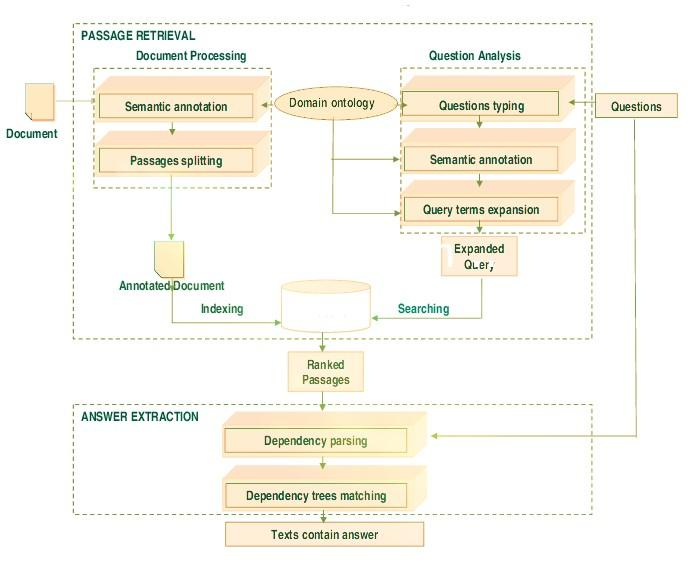 PASSAGE RETRIEVAL
Document Processing
Question Analysis
Semantic annotation
Domain ontology
Questions typing
Questions
Document
Passages splitting
Semantic annotation
Query terms expansion
Expanded
Query
Annotated Document
Indexing
Searching
Ranked
Passages
ANSWER EXTRACTION
Dependency parsing
Dependency trees matching
Texts contain answer